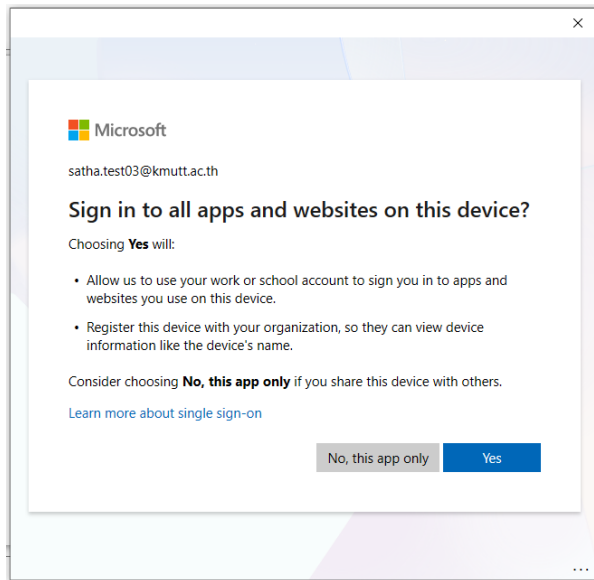 Microsoft
satha.test03@kmutt.ac.th
Sign in to all apps and websites on this device?
Choosing Yes will:
• Allow us to use your work or school account to sign you in to apps and
websites you use on this device.
• Register this device with your organization, so they can view device
information like the device's name.
Consider choosing No, this app only if you share this device with others.
Learn more about single sign-on
No, this app only
Yes